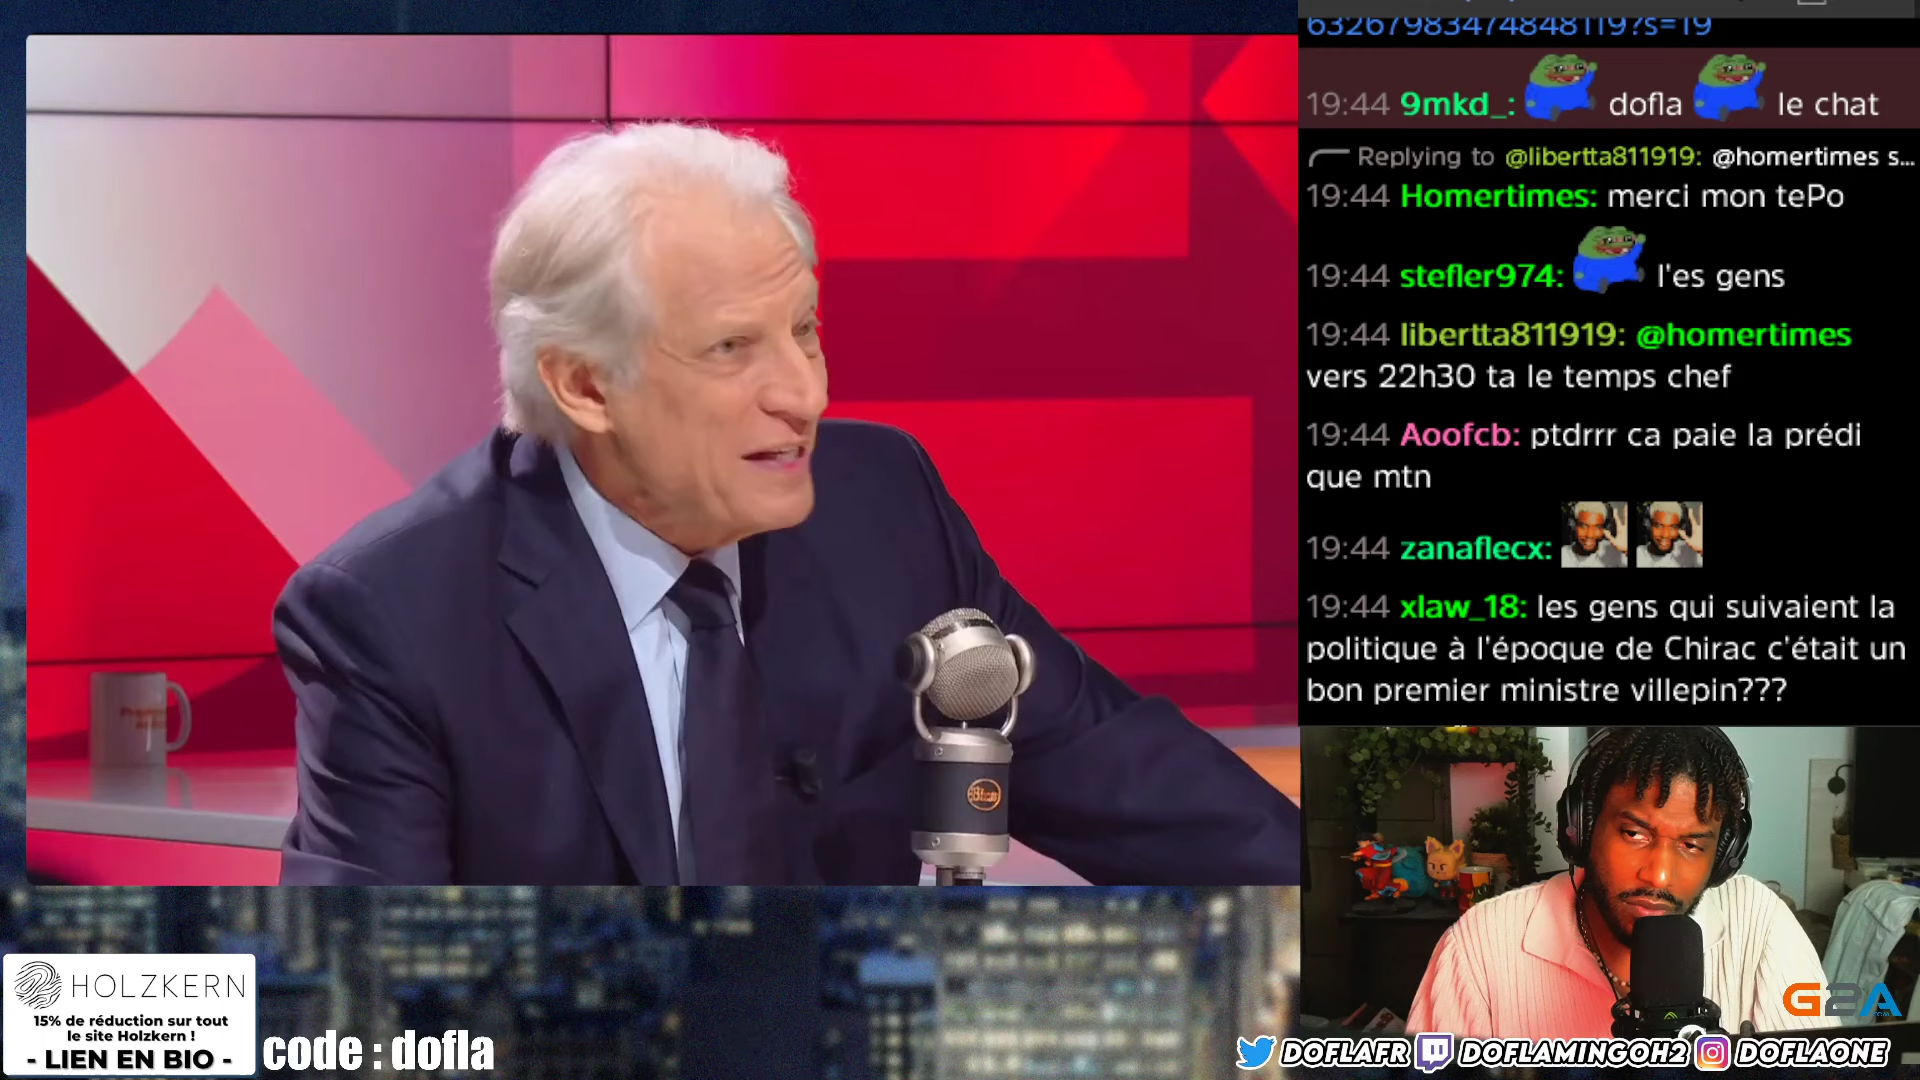 632679834748481119?s=19
19:44 9mkd_: dofla le chat
Replying to @libertta811919: @homertimes s...
19:44 Homertimes: merci mon tePo
19:44 stefler974: l'es gens
19:44 libertta811919: @homertimes
vers 22h30 ta le temps chef
19:44 Aoofcb: ptdrrr ca paie la prédi
que mtn
19:44 zanaflecx:
19:44 xlaw_18: les gens qui suivaient la
politique à l'époque de Chirac c'était un
bon premier ministre villepin???
Blue
HOLZKERN
15% de réduction sur tout
le site Holzkern !
- LIEN EN BIO -
code : dofla
G2A
.COM
DOFLAFR DOFLAMINGOH2 DOFLAONE